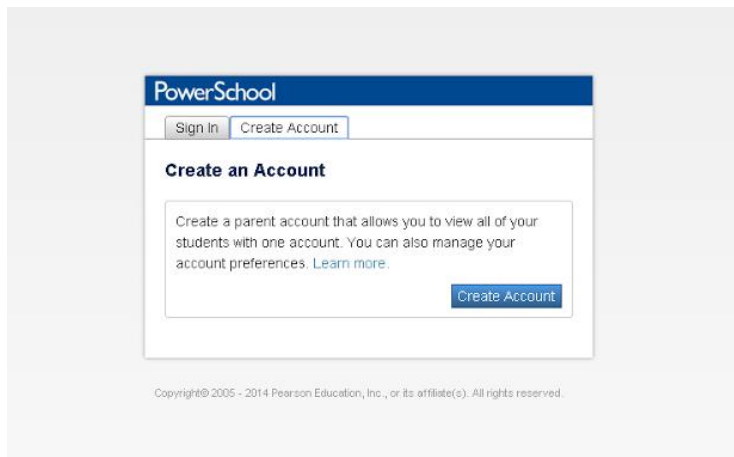 PowerSchool
Sign In
Create Account
Create an Account
Create a parent account that allows you to view all of your
students with one account. You can also manage your
account preferences. Learn more.
Create Account
Copyright© 2005 - 2014 Pearson Education, Inc., or its affiliate(s). All rights reserved.